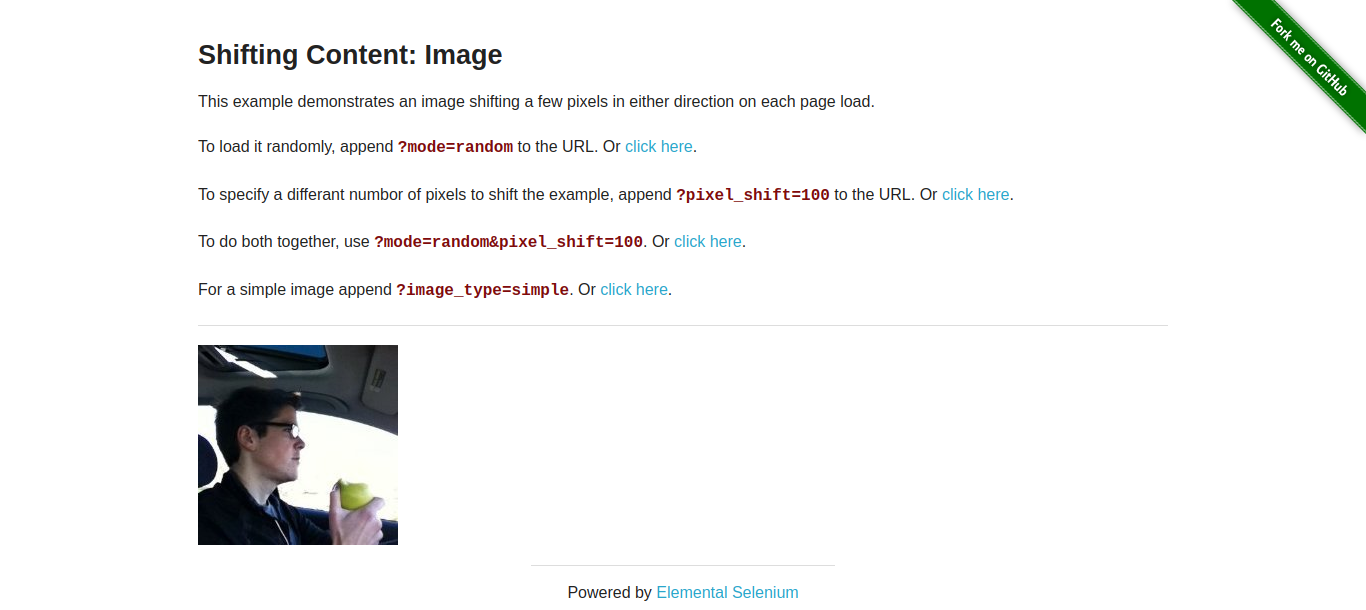 Fork me on GitHub
Shifting Content: Image
This example demonstrates an image shifting a few pixels in either direction on each page load.
To load it randomly, append ?mode=random to the URL. Or click here.
To specify a differant numbor of pixels to shift the example, append ?pixel_shift=100 to the URL. Or click here.
To do both together, use ?mode=random&pixel_shift=100. Or click here.
For a simple image append ?image_type=simple. Or click here.
Powered by Elemental Selenium